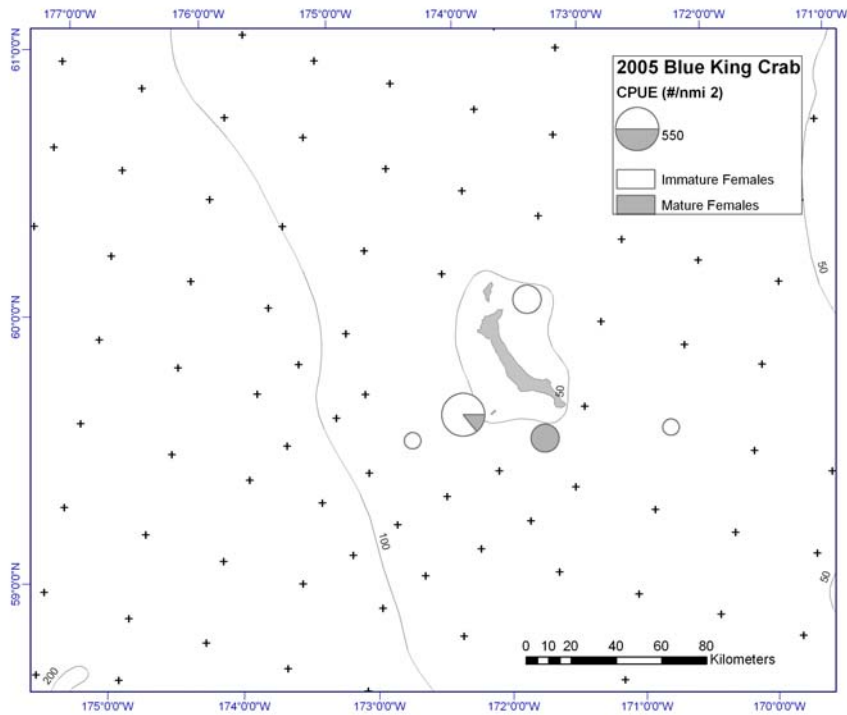 177°0'0"W 176°0'0"W 175°0'0"W 174°0'0"W 173°0'0"W 172°0'0"W 171°0'0"W
61°0'0"N
2005 Blue King Crab
CPUE (#/nmi 2)
550
Immature Females
Mature Females
50
60°0'0"N
50
100
59°0'0"N
50
200
0 10 20 40 60 80
Kilometers
175°0'0"W 174°0'0"W 173°0'0"W 172°0'0"W 171°0'0"W 170°0'0"W